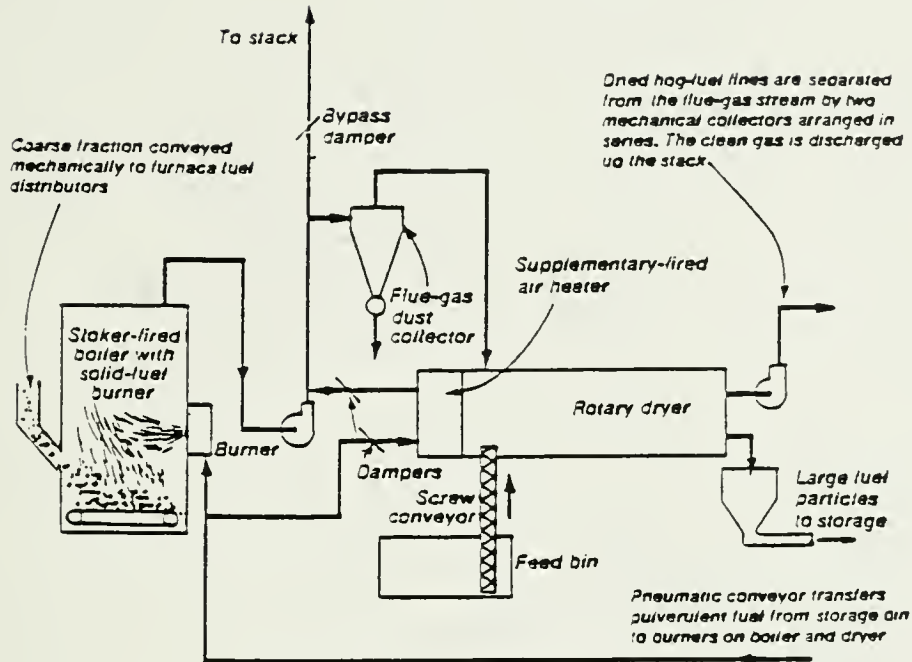 To stack
Bypass
damper
Coarse fraction conveyed
mechanically to furnaca fuel
distributors
Dried hog-fuel fines are separated
from the flue-gas stream by two
mechanical collectors arranged in
series. The clean gas is discharged
up the stack
Supplementary-fired
air heater
Flue-gas
dust
collector
Stoker-fired
boiler with
solid-fuel
burner
Burner
Rotary dryer
Dampers
Screw
conveyor
Feed bin
Large fuel
particles
to storage
Pneumatic conveyor transfers
pulverulent fuel from storage bin
to burners on boiler and dryer